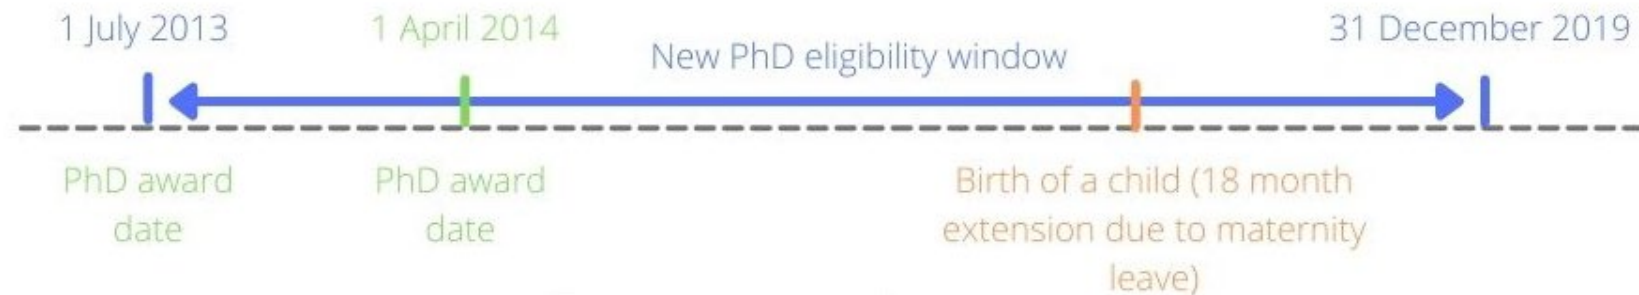 1 July 2013
1 April 2014
New PhD eligibility window
31 December 2019
PhD award
date
PhD award
date
Birth of a child (18 month
extension due to maternity
leave)